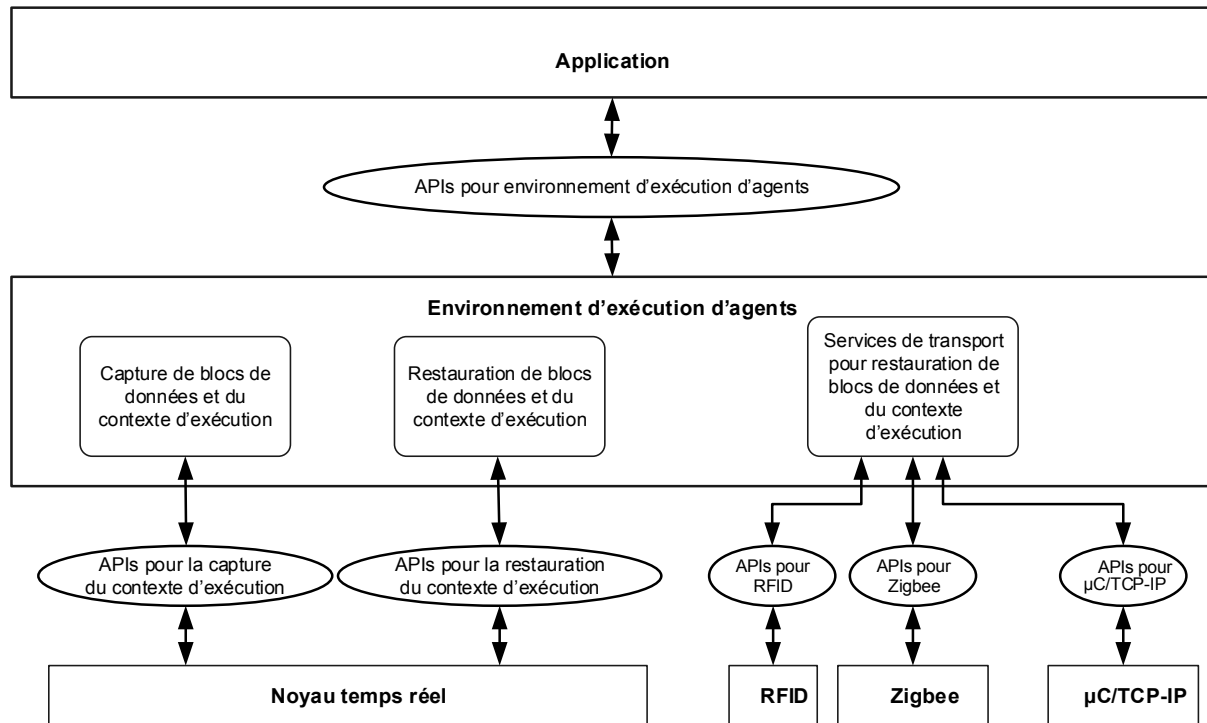 Application
APIs pour environnement d’exécution d’agents
Environnement d’exécution d’agents
Capture de blocs de
données et du
contexte d’exécution
Restauration de blocs
de données et du
contexte d’exécution
Services de transport
pour restauration de
blocs de données et
du contexte
d’exécution
APIs pour la capture
du contexte d’exécution
APIs pour la restauration
du contexte d’exécution
APIs pour
RFID
APIs pour
Zigbee
APIs pour
µC/TCP-IP
Noyau temps réel
RFID
Zigbee
µC/TCP-IP